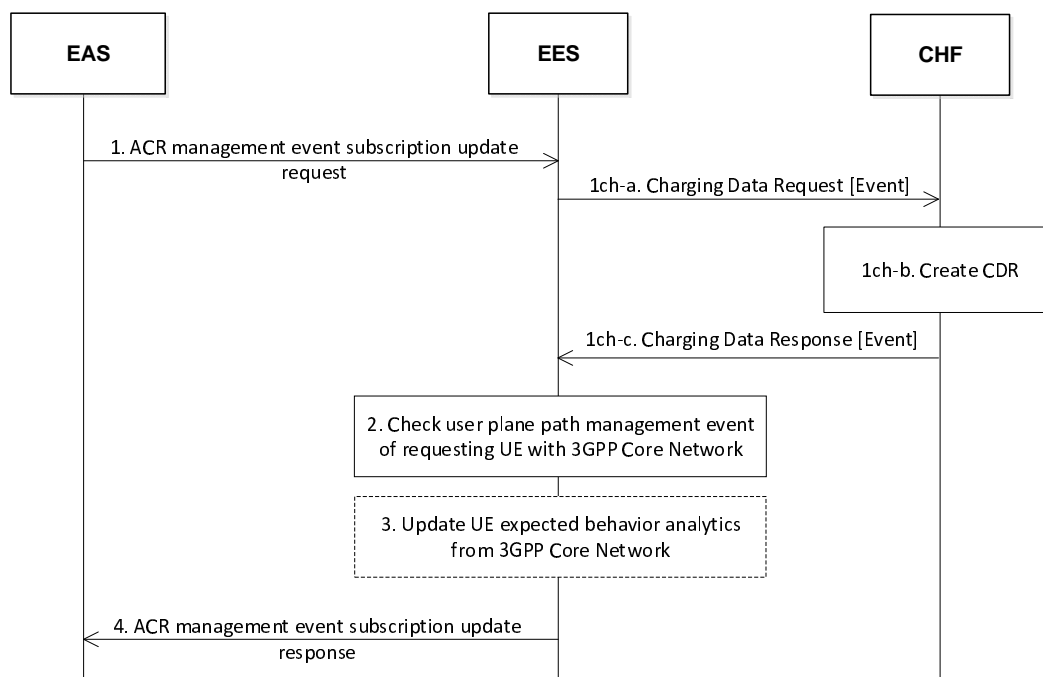 EAS
EES
CHF
1. ACR management event subscription update
request
1ch-a. Charging Data Request [Event]
1ch-b. Create CDR
1ch-c. Charging Data Response [Event]
2. Check user plane path management event
of requesting UE with 3GPP Core Network
3. Update UE expected behavior analytics
from 3GPP Core Network
4. ACR management event subscription update
response